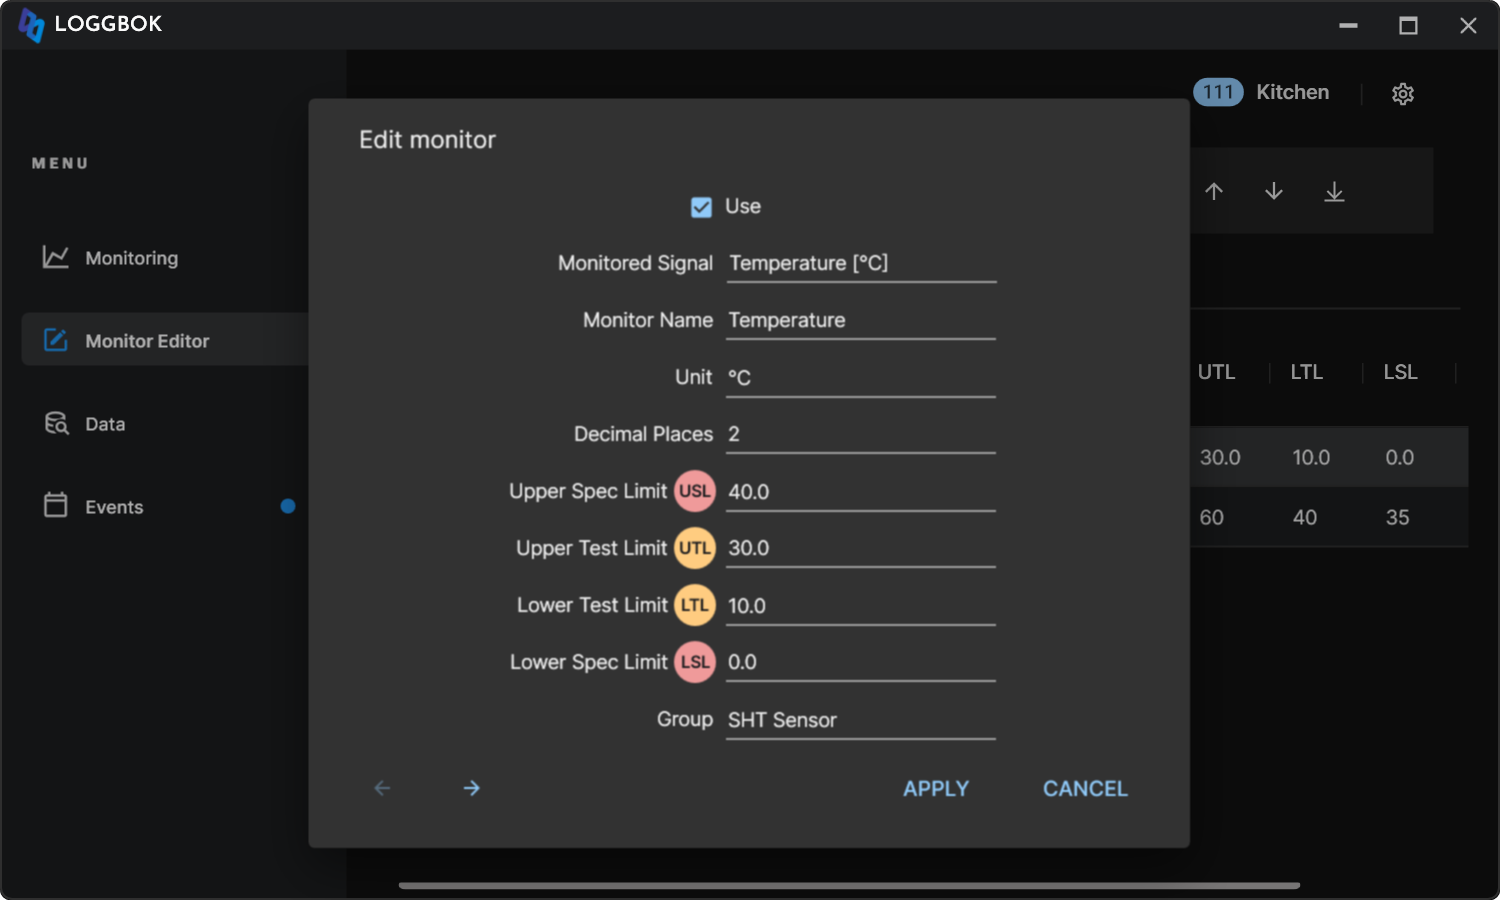 LOGGBOK
111 Kitchen
MENU
Monitoring
Monitor Editor
Data
Events
Edit monitor
Use
Monitored Signal Temperature [°C]
Monitor Name Temperature
Unit °C
Decimal Places 2
Upper Spec Limit USL 40.0
Upper Test Limit UTL 30.0
Lower Test Limit LTL 10.0
Lower Spec Limit LSL 0.0
Group SHT Sensor
APPLY CANCEL
UTL LTL LSL
30.0 10.0 0.0
60 40 35